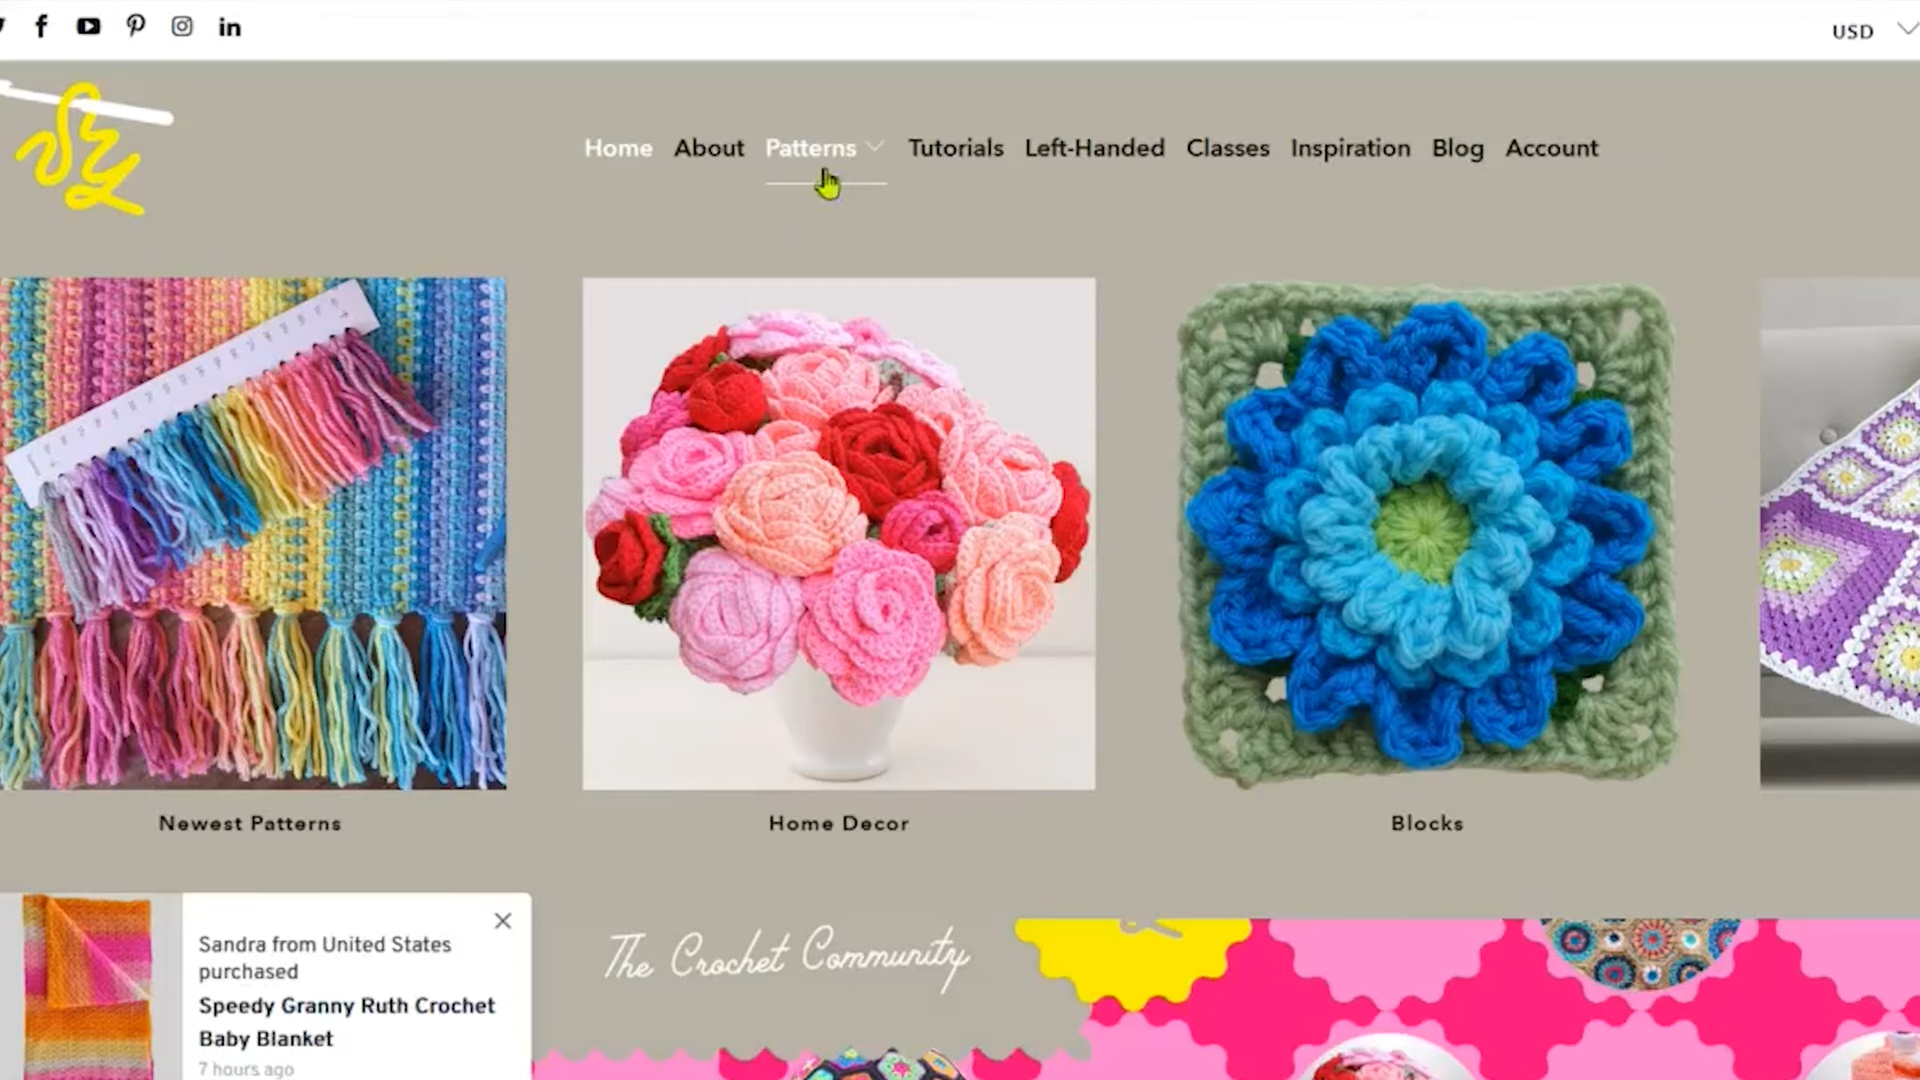 USD
Home About Patterns Tutorials Left-Handed Classes Inspiration Blog Account
Newest Patterns
Home Decor
Blocks
Sandra from United States
purchased
Speedy Granny Ruth Crochet
Baby Blanket
7 hours ago
The Crochet Community